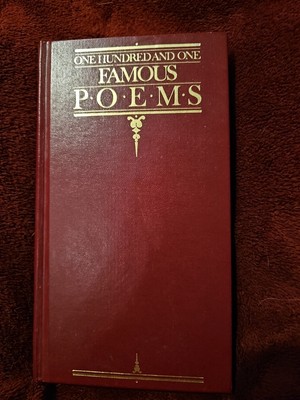 ONE HUNDRED AND ONE
FAMOUS
P·O·E·M·S